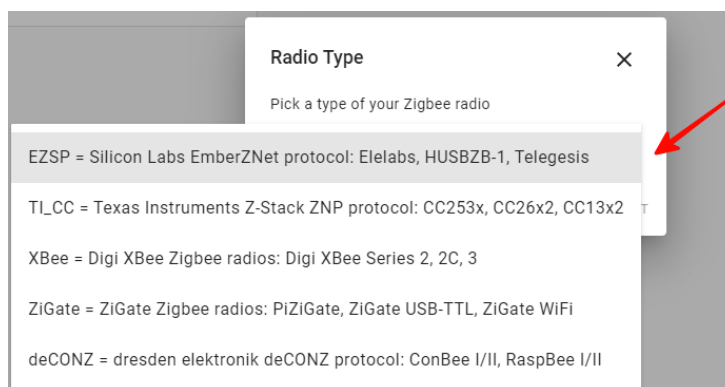 Radio Type
Pick a type of your Zigbee radio
EZSP = Silicon Labs EmberZNet protocol: Elelabs, HUSBZB-1, Telegesis
TI_CC = Texas Instruments Z-Stack ZNP protocol: CC253x, CC26x2, CC13x2
XBee = Digi XBee Zigbee radios: Digi XBee Series 2, 2C, 3
ZiGate = ZiGate Zigbee radios: PiZiGate, ZiGate USB-TTL, ZiGate WiFi
deCONZ = dresden elektronik deCONZ protocol: ConBee I/II, RaspBee I/II